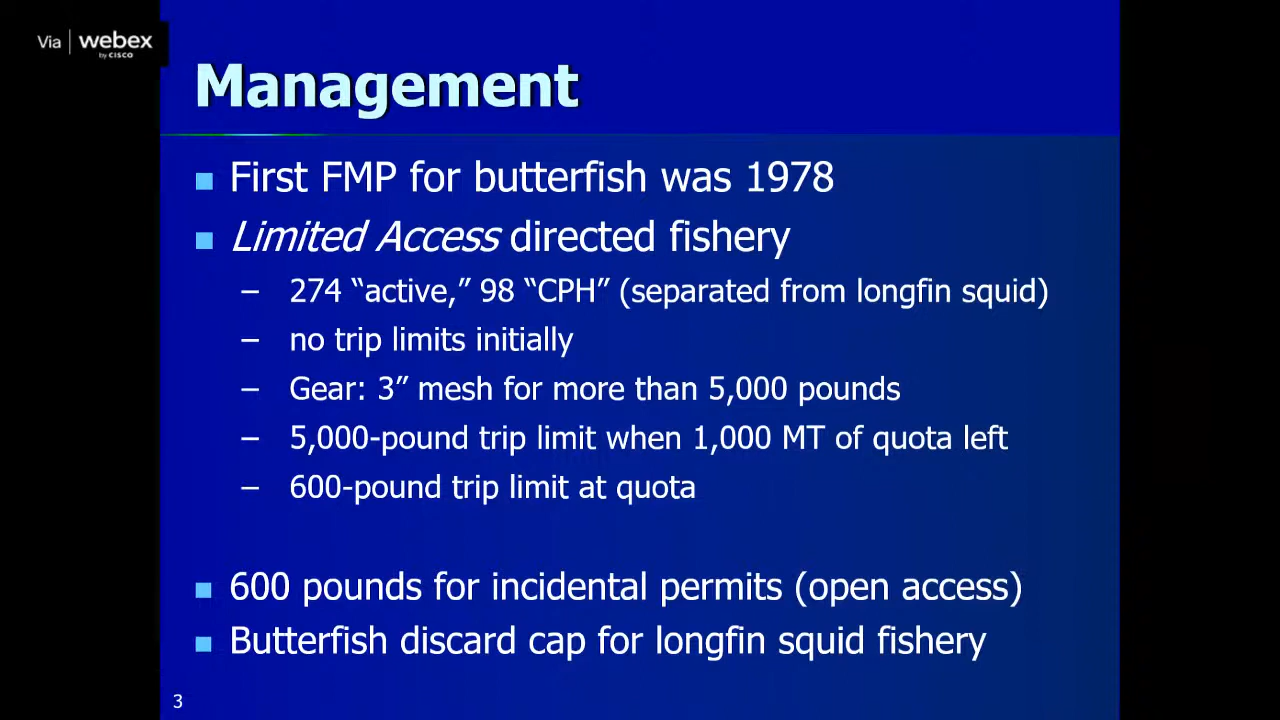 Via | webex
by CISCO
Management
■ First FMP for butterfish was 1978
■ Limited Access directed fishery
– 274 “active,” 98 “CPH” (separated from longfin squid)
– no trip limits initially
– Gear: 3” mesh for more than 5,000 pounds
– 5,000-pound trip limit when 1,000 MT of quota left
– 600-pound trip limit at quota
■ 600 pounds for incidental permits (open access)
■ Butterfish discard cap for longfin squid fishery
3